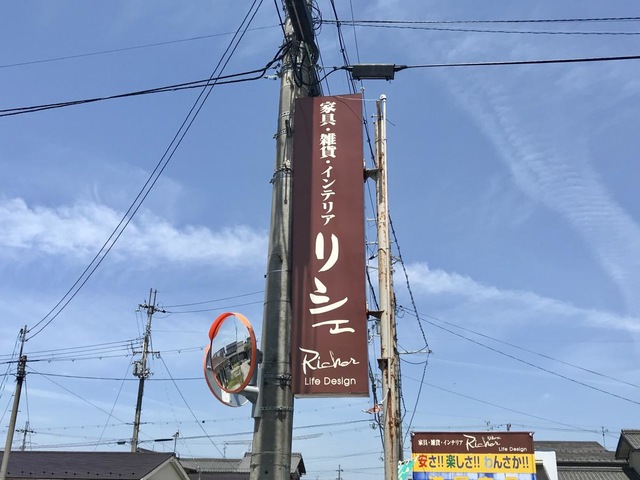 家具・雑貨・インテリア
リシェ
Richer
Life Design
家具・雑貨・インテリア Richer
Life Design
安さ!! 楽しさ!! わんさか!!